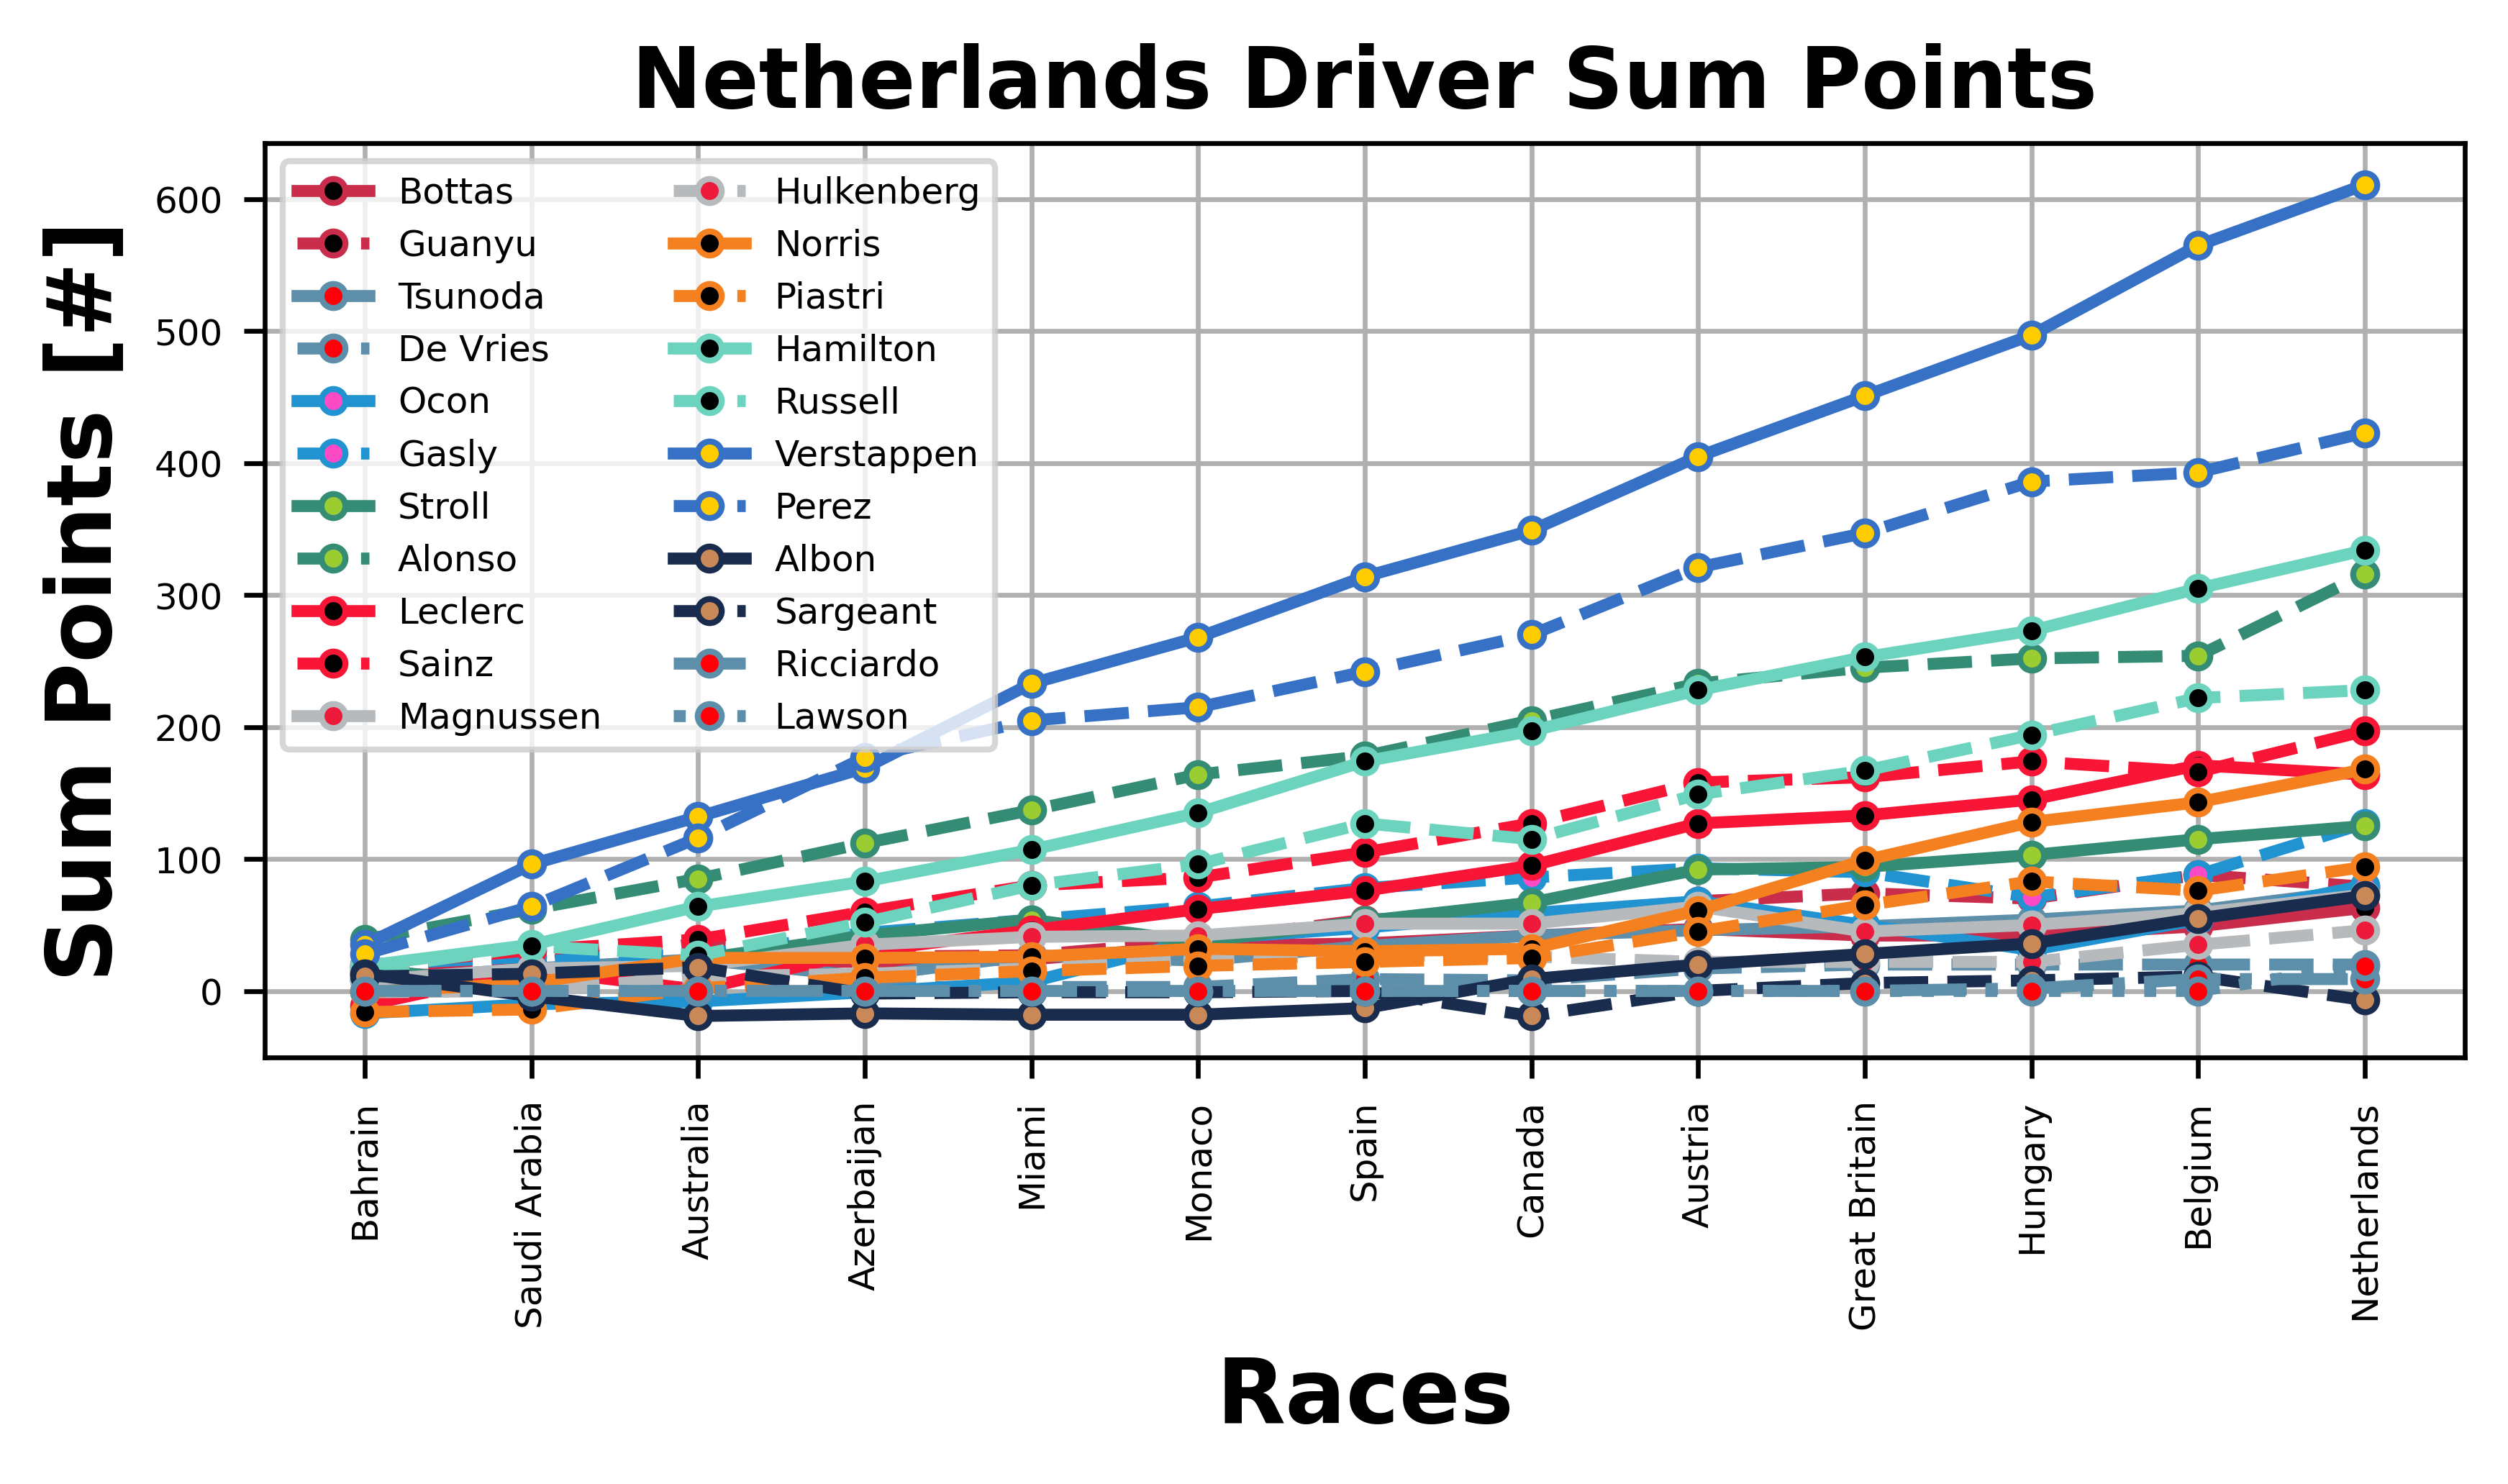 Netherlands Driver Sum Points
Sum Points [#]
600
500
400
300
200
100
0
Bottas
Guanyu
Tsunoda
De Vries
Ocon
Gasly
Stroll
Alonso
Leclerc
Sainz
Magnussen
Hulkenberg
Norris
Piastri
Hamilton
Russell
Verstappen
Perez
Albon
Sargeant
Ricciardo
Lawson
Bahrain
Saudi Arabia
Australia
Azerbaijan
Miami
Monaco
Spain
Canada
Austria
Great Britain
Hungary
Belgium
Netherlands
Races